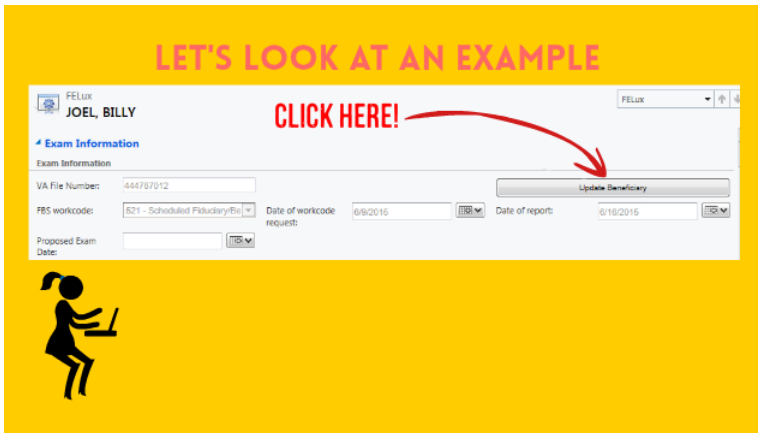 LET'S LOOK AT AN EXAMPLE
FELux
JOEL, BILLY
CLICK HERE!
FELux
Exam Information
Exam Information
VA File Number: 444787012
Update Beneficiary
FBS workcode: 521 - Scheduled Fiduciary/Be Date of workcode request: 6/9/2015 Date of report: 6/16/2015
Proposed Exam
Date: